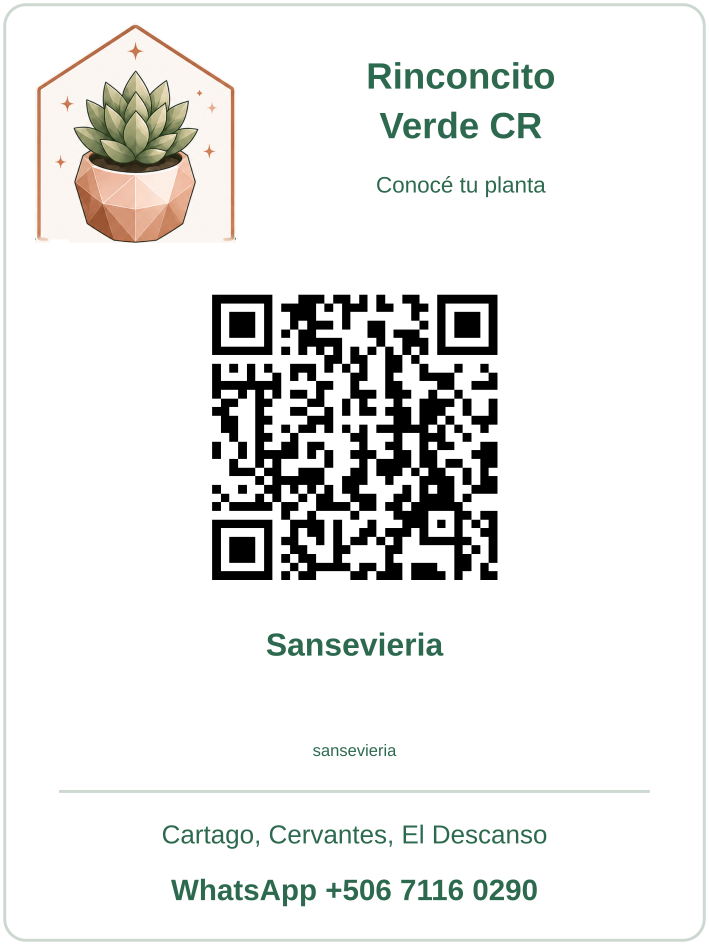 Rinconcito
Verde CR
Conocé tu planta
Sansevieria
sansevieria
Cartago, Cervantes, El Descanso
WhatsApp +506 7116 0290